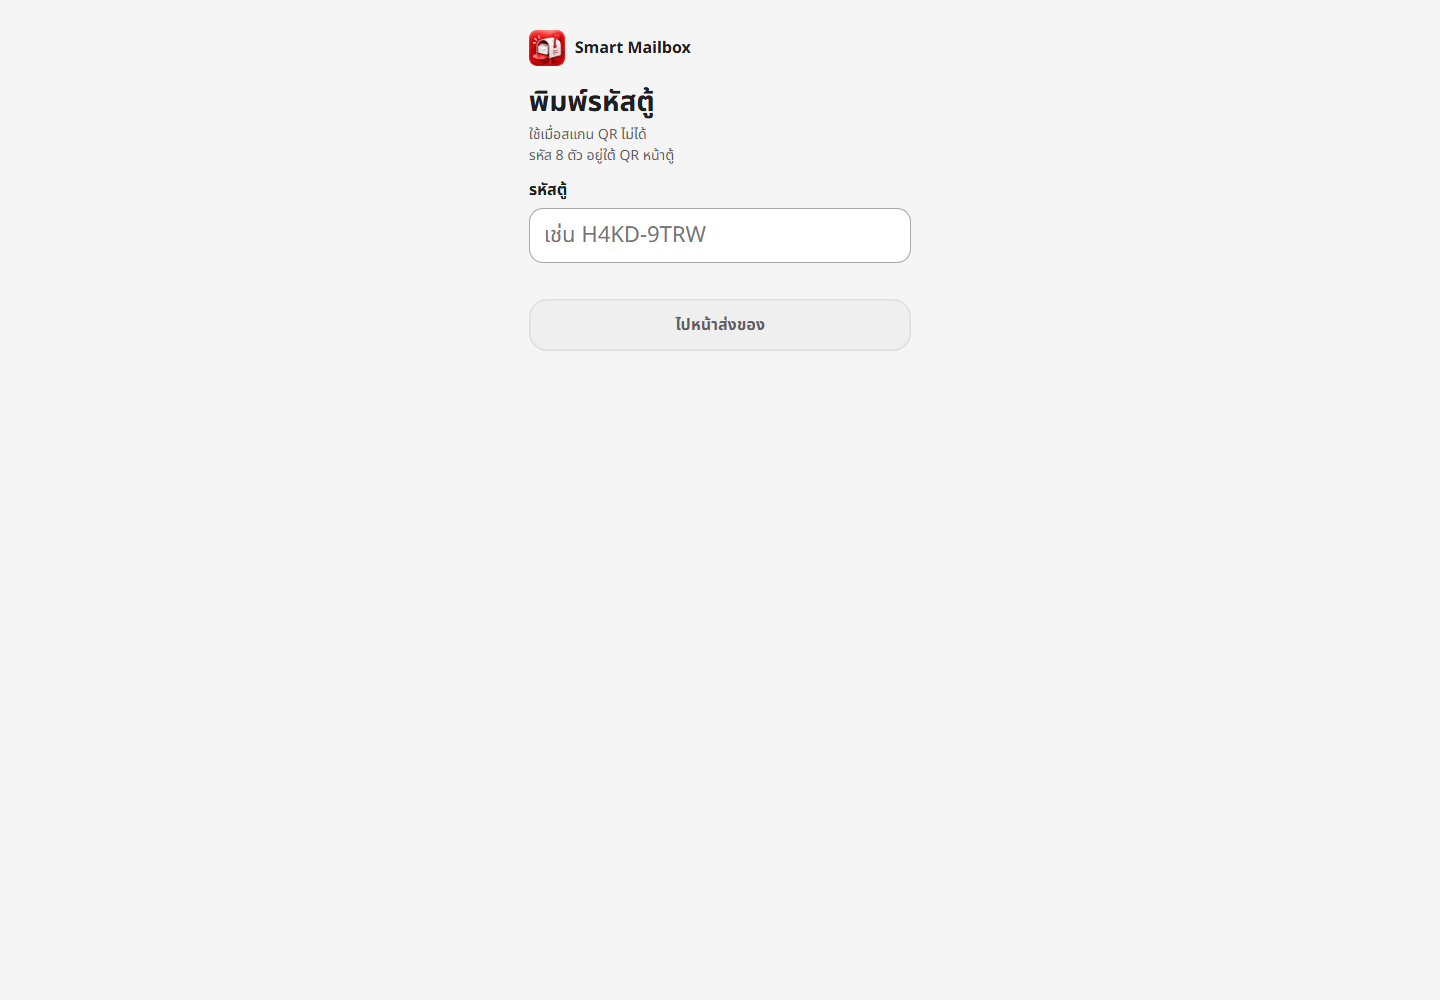 Smart Mailbox
พิมพ์รหัสตู้
ใช้เมื่อสแกน QR ไม่ได้
รหัส 8 ตัว อยู่ใต้ QR หน้าตู้
รหัสตู้
เช่น H4KD-9TRW
ไปหน้าส่งของ